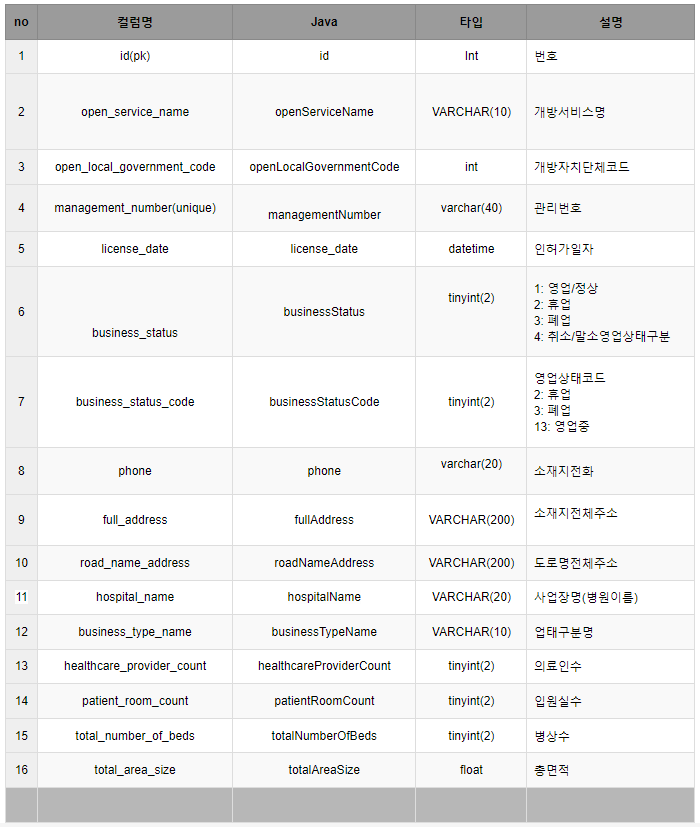 no 컬럼명 Java 타입 설명
1 id(pk) id Int 번호
2 open_service_name openServiceName VARCHAR(10) 개방서비스명
3 open_local_government_code openLocalGovernmentCode int 개방자치단체코드
4 management_number(unique) managementNumber varchar(40) 관리번호
5 license_date license_date datetime 인허가일자
6 business_status businessStatus tinyint(2) 1: 영업/정상
2: 휴업
3: 폐업
4: 취소/말소영업상태구분
7 business_status_code businessStatusCode tinyint(2) 영업상태코드
2: 휴업
3: 폐업
13: 영업중
8 phone phone varchar(20) 소재지전화
9 full_address fullAddress VARCHAR(200) 소재지전체주소
10 road_name_address roadNameAddress VARCHAR(200) 도로명전체주소
11 hospital_name hospitalName VARCHAR(20) 사업장명(병원이름)
12 business_type_name businessTypeName VARCHAR(10) 업태구분명
13 healthcare_provider_count healthcareProviderCount tinyint(2) 의료인수
14 patient_room_count patientRoomCount tinyint(2) 입원실수
15 total_number_of_beds totalNumberOfBeds tinyint(2) 병상수
16 total_area_size totalAreaSize float 총면적